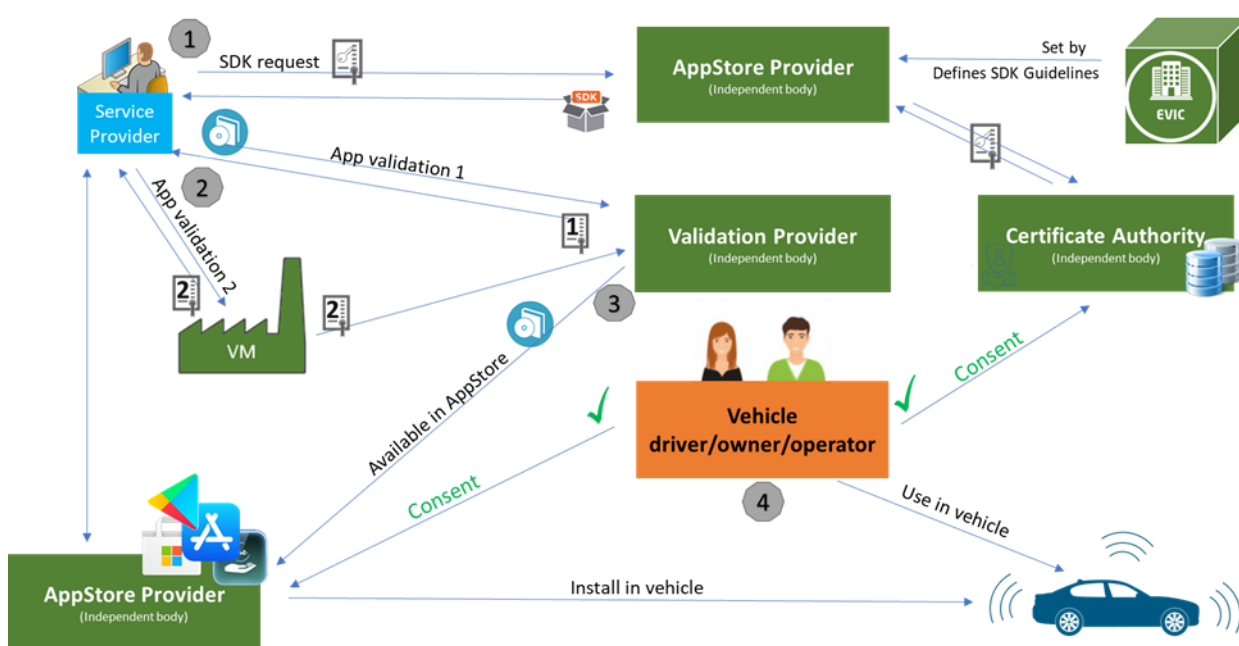 1
SDK request
SDK
AppStore Provider
(Independent body)
Set by
Defines SDK Guidelines
EVIC
Service
Provider
App validation 1
2
App validation 2
1
Validation Provider
(Independent body)
Certificate Authority
(Independent body)
2
2
3
VM
Available in AppStore
Consent
Consent
Vehicle
driver/owner/operator
4
Use in vehicle
Install in vehicle
AppStore Provider
(Independent body)